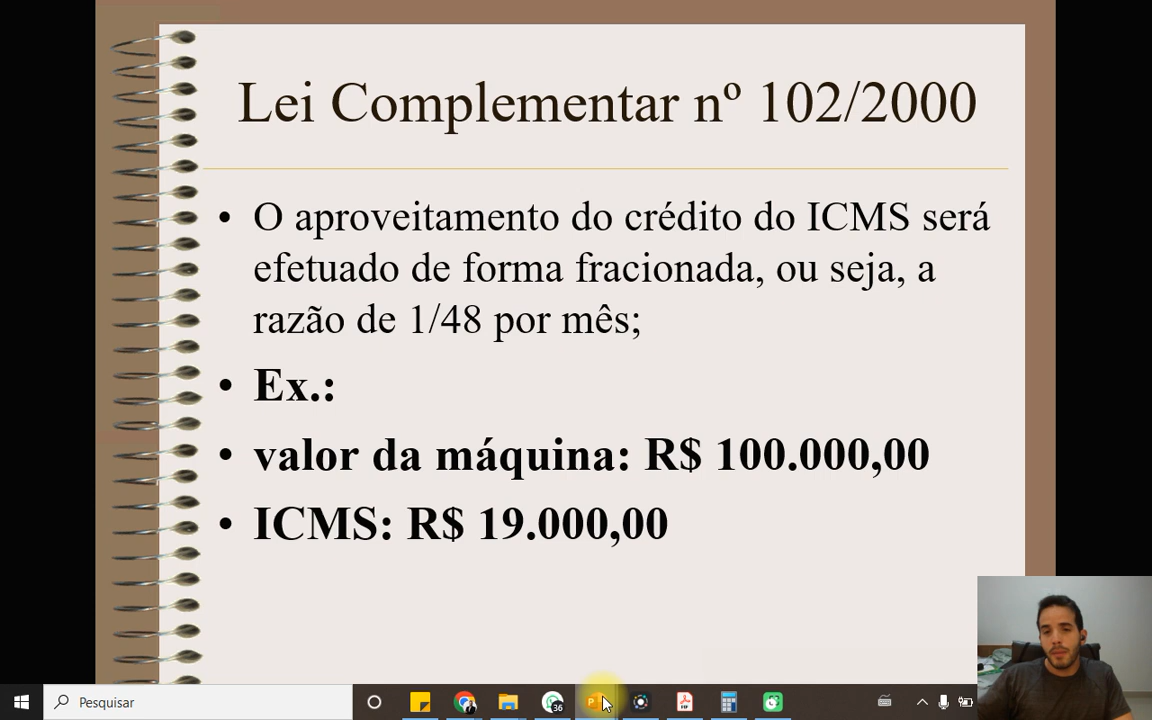 Lei Complementar nº 102/2000
• O aproveitamento do crédito do ICMS será
efetuado de forma fracionada, ou seja, a
razão de 1/48 por mês;
• Ex.:
• valor da máquina: R$ 100.000,00
• ICMS: R$ 19.000,00
Pesquisar
36